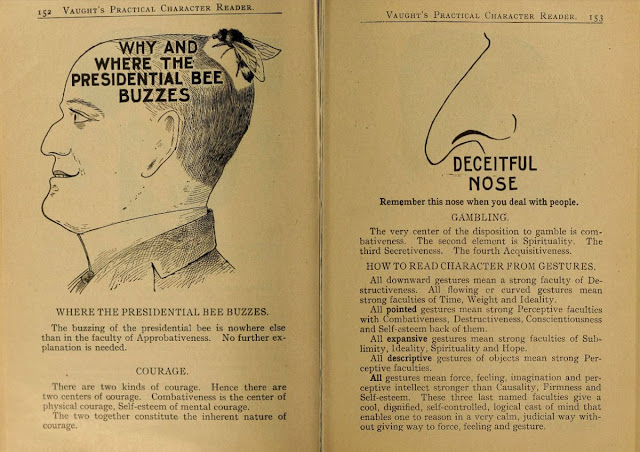 152 VAUGHT'S PRACTICAL CHARACTER READER.
WHY AND
WHERE THE
PRESIDENTIAL BEE
BUZZES
WHERE THE PRESIDENTIAL BEE BUZZES.
The buzzing of the presidential bee is nowhere else
than in the faculty of Approbativeness. No further ex-
planation is needed.
COURAGE.
There are two kinds of courage. Hence there are
two centers of courage. Combativeness is the center of
physical courage, Self-esteem of mental courage.
The two together constitute the inherent nature of
courage.
VAUGHT'S PRACTICAL CHARACTER READER. 153
DECEITFUL
NOSE
Remember this nose when you deal with people.
GAMBLING.
The very center of the disposition to gamble is com-
bativeness. The second element is Spirituality. The
third Secretiveness. The fourth Acquisitiveness.
HOW TO READ CHARACTER FROM GESTURES.
All downward gestures mean a strong faculty of De-
structiveness. All flowing or curved gestures mean
strong faculties of Time, Weight and Ideality.
All pointed gestures mean strong Perceptive faculties
with Combativeness, Destructiveness, Conscientiousness
and Self-esteem back of them.
All expansive gestures mean strong faculties of Sub-
limity, Ideality, Spirituality and Hope.
All descriptive gestures of objects mean strong Per-
ceptive faculties.
All gestures mean force, feeling, imagination and per-
ceptive intellect stronger than Causality, Firmness and
Self-esteem. These three last named faculties give a
cool, dignified, self-controlled, logical cast of mind that
enables one to reason in a very calm, judicial way with-
out giving way to force, feeling and gesture.